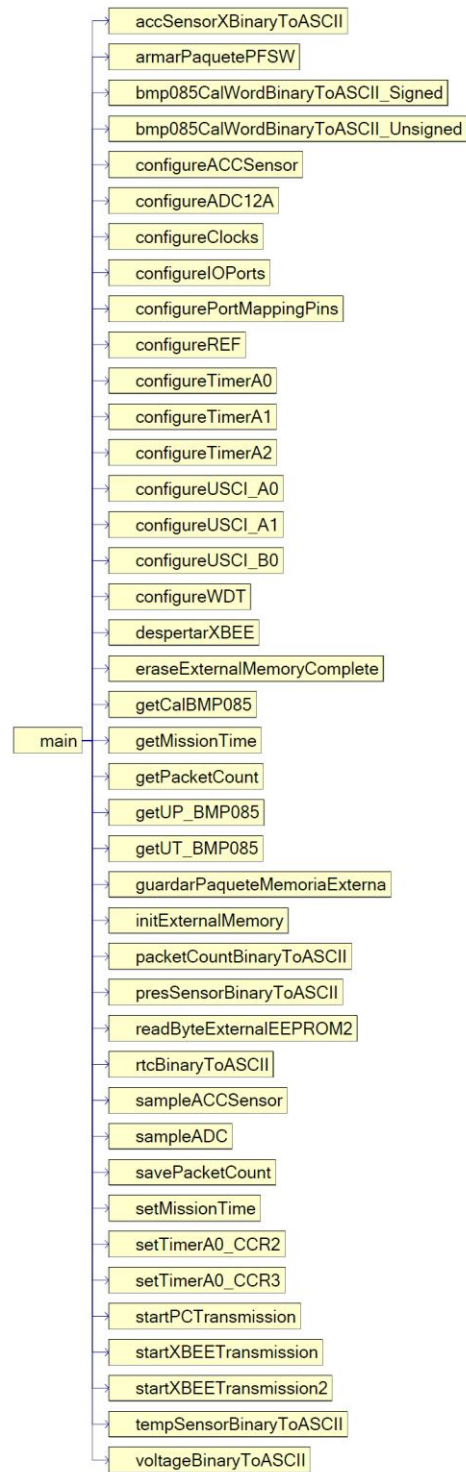 accSensorXBinaryToASCII
armarPaquetePFSW
bmp085CalWordBinaryToASCII_Signed
bmp085CalWordBinaryToASCII_Unsigned
configureACCSensor
configureADC12A
configureClocks
configureIOPorts
configurePortMappingPins
configureREF
configureTimerA0
configureTimerA1
configureTimerA2
configureUSCI_A0
configureUSCI_A1
configureUSCI_B0
configureWDT
despertarXBEE
eraseExternalMemoryComplete
getCalBMP085
main
getMissionTime
getPacketCount
getUP_BMP085
getUT_BMP085
guardarPaqueteMemoriaExterna
initExternalMemory
packetCountBinaryToASCII
presSensorBinaryToASCII
readByteExternalEEPROM2
rtcBinaryToASCII
sampleACCSensor
sampleADC
savePacketCount
setMissionTime
setTimerA0_CCR2
setTimerA0_CCR3
startPCTransmission
startXBEETransmission
startXBEETransmission2
tempSensorBinaryToASCII
voltageBinaryToASCII